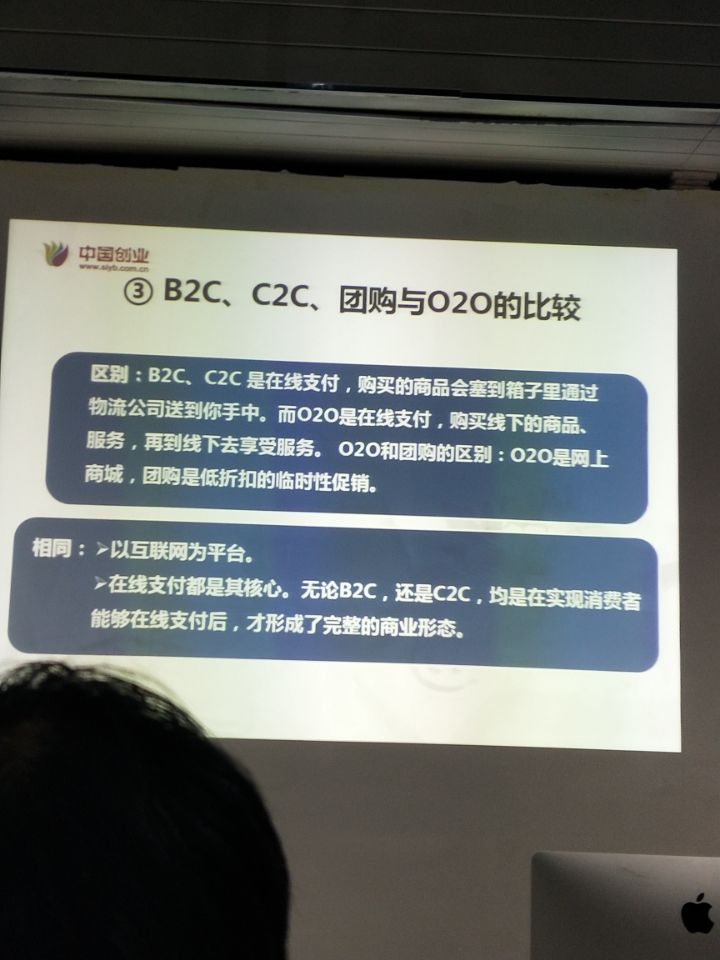 中国创业
www.siyb.com.cn
③ B2C、C2C、团购与O2O的比较
区别：B2C、C2C 是在线支付，购买的商品会塞到箱子里通过
物流公司送到你手中。而O2O是在线支付，购买线下的商品、
服务，再到线下去享受服务。 O2O和团购的区别：O2O是网上
商城，团购是低折扣的临时性促销。
相同：➢以互联网为平台。
➢在线支付都是其核心。无论B2C，还是C2C，均是在实现消费者
能够在线支付后，才形成了完整的商业形态。